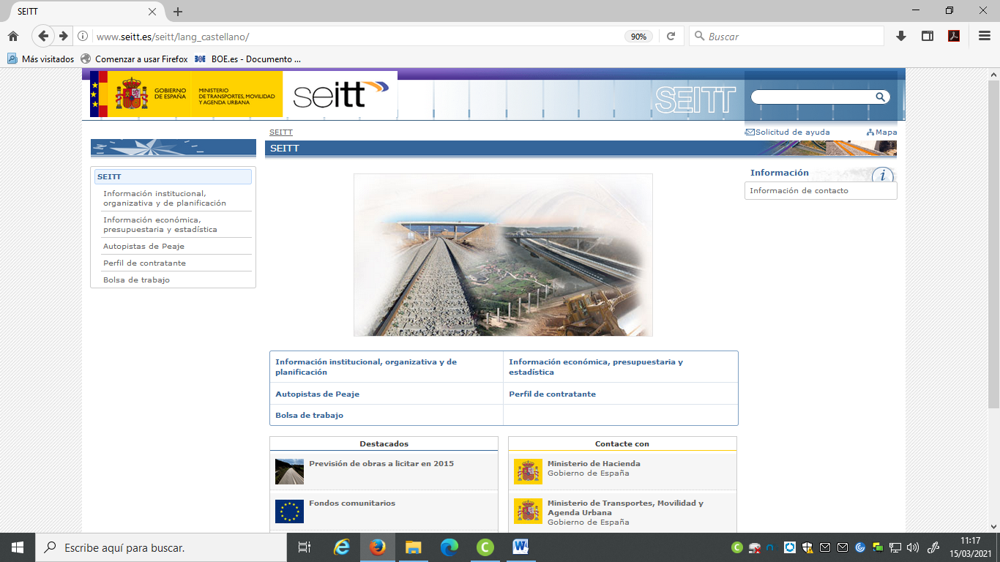 SEITT
www.seitt.es/seitt/lang_castellano/
90%
Buscar
Más visitados
Comenzar a usar Firefox
BOE.es - Documento ...
GOBIERNO
DE ESPAÑA
MINISTERIO
DE TRANSPORTES, MOVILIDAD
Y AGENDA URBANA
seitt
SEITT
SEITT
Solicitud de ayuda
Mapa
SEITT
SEITT
Información institucional,
organizativa y de planificación
Información económica,
presupuestaria y estadística
Autopistas de Peaje
Perfil de contratante
Bolsa de trabajo
Información
i
Información de contacto
Información institucional, organizativa y de
planificación
Información económica, presupuestaria y
estadística
Autopistas de Peaje
Perfil de contratante
Bolsa de trabajo
Destacados
Previsión de obras a licitar en 2015
Fondos comunitarios
Contacte con
Ministerio de Hacienda
Gobierno de España
Ministerio de Transportes, Movilidad y
Agenda Urbana
Gobierno de España
Escribe aquí para buscar.
11:17
15/03/2021